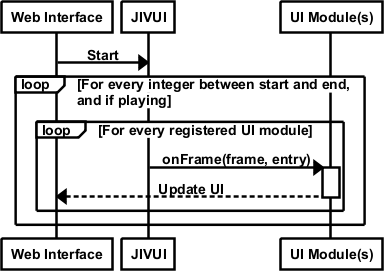 Web Interface
JIVUI
UI Module(s)
Start
loop
[For every integer between start and end,
and if playing]
loop
[For every registered UI module]
onFrame(frame, entry)
Update UI
Web Interface
JIVUI
UI Module(s)